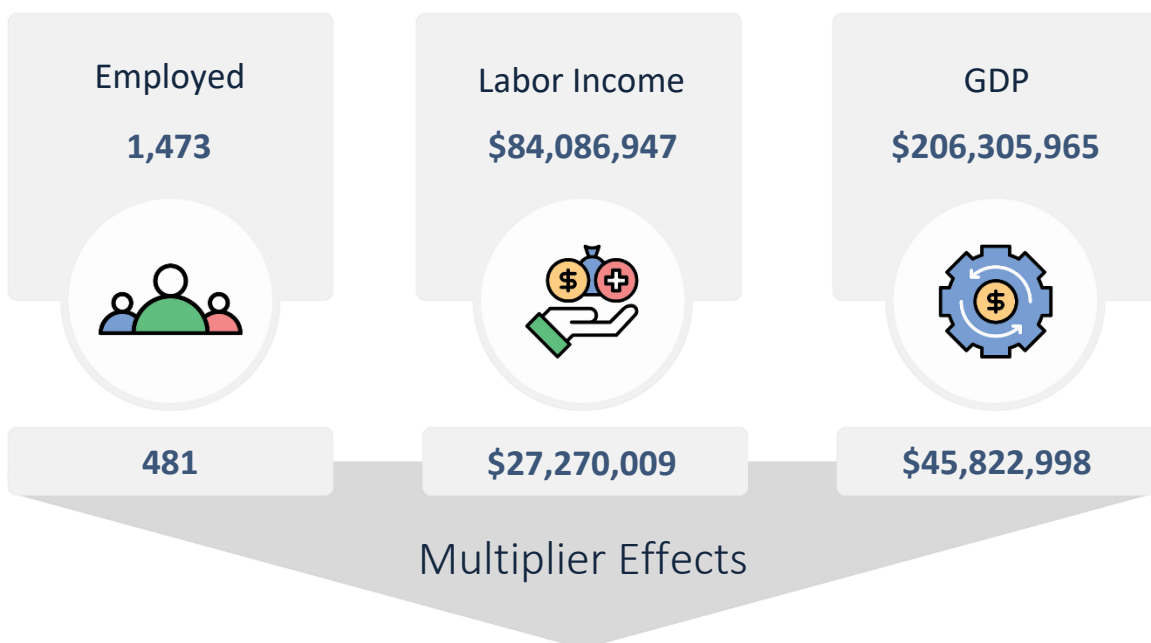 Employed
1,473
Labor Income
$84,086,947
GDP
$206,305,965
$
$
481
$27,270,009
$45,822,998
Multiplier Effects